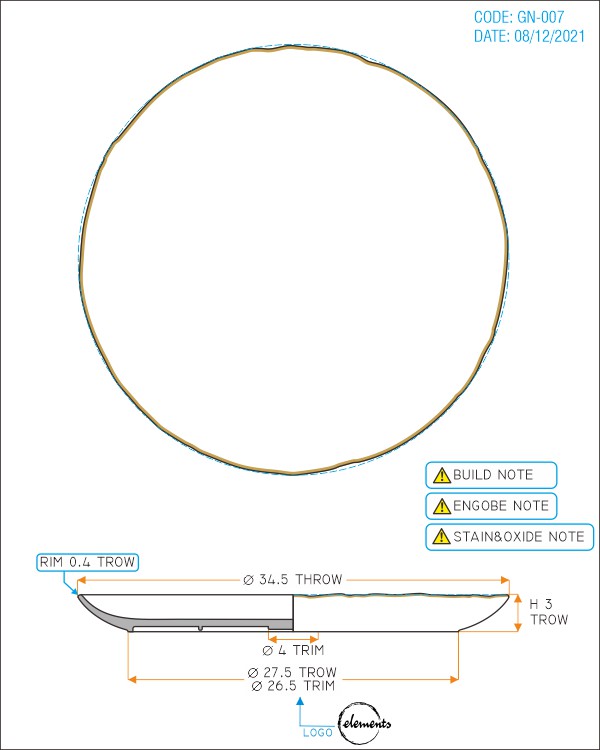 CODE: GN-007
DATE: 08/12/2021
BUILD NOTE
ENGOBE NOTE
STAIN&OXIDE NOTE
RIM 0.4 TROW
Ø 34.5 THROW
H 3
TROW
Ø 4 TRIM
Ø 27.5 TROW
Ø 26.5 TRIM
LOGO
elements